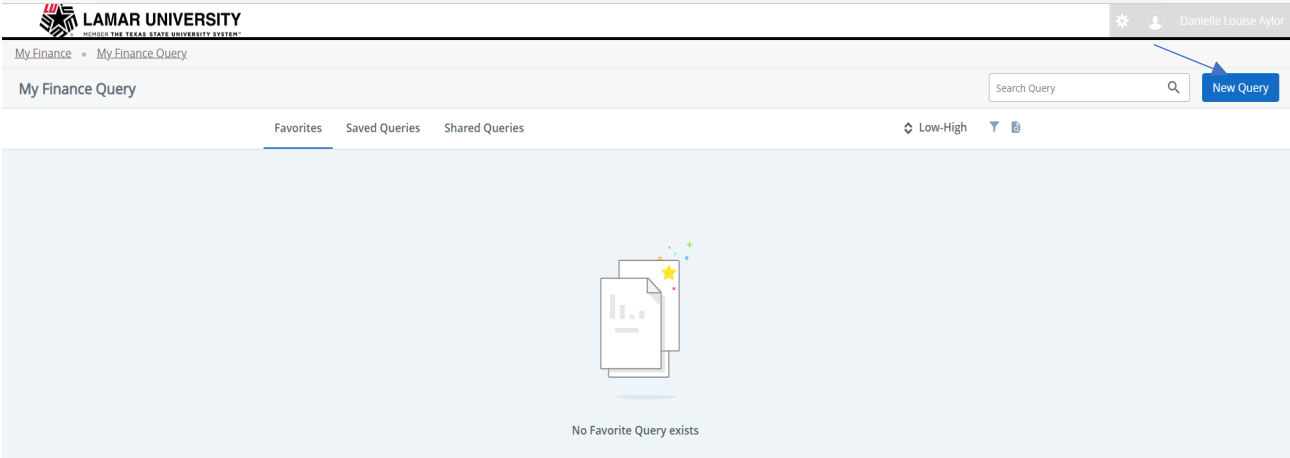 LAMAR UNIVERSITY
MEMBER THE TEXAS STATE UNIVERSITY SYSTEM™
Danielle Louise Aylor
My Finance • My Finance Query
My Finance Query
Search Query
New Query
Favorites Saved Queries Shared Queries
Low-High
No Favorite Query exists